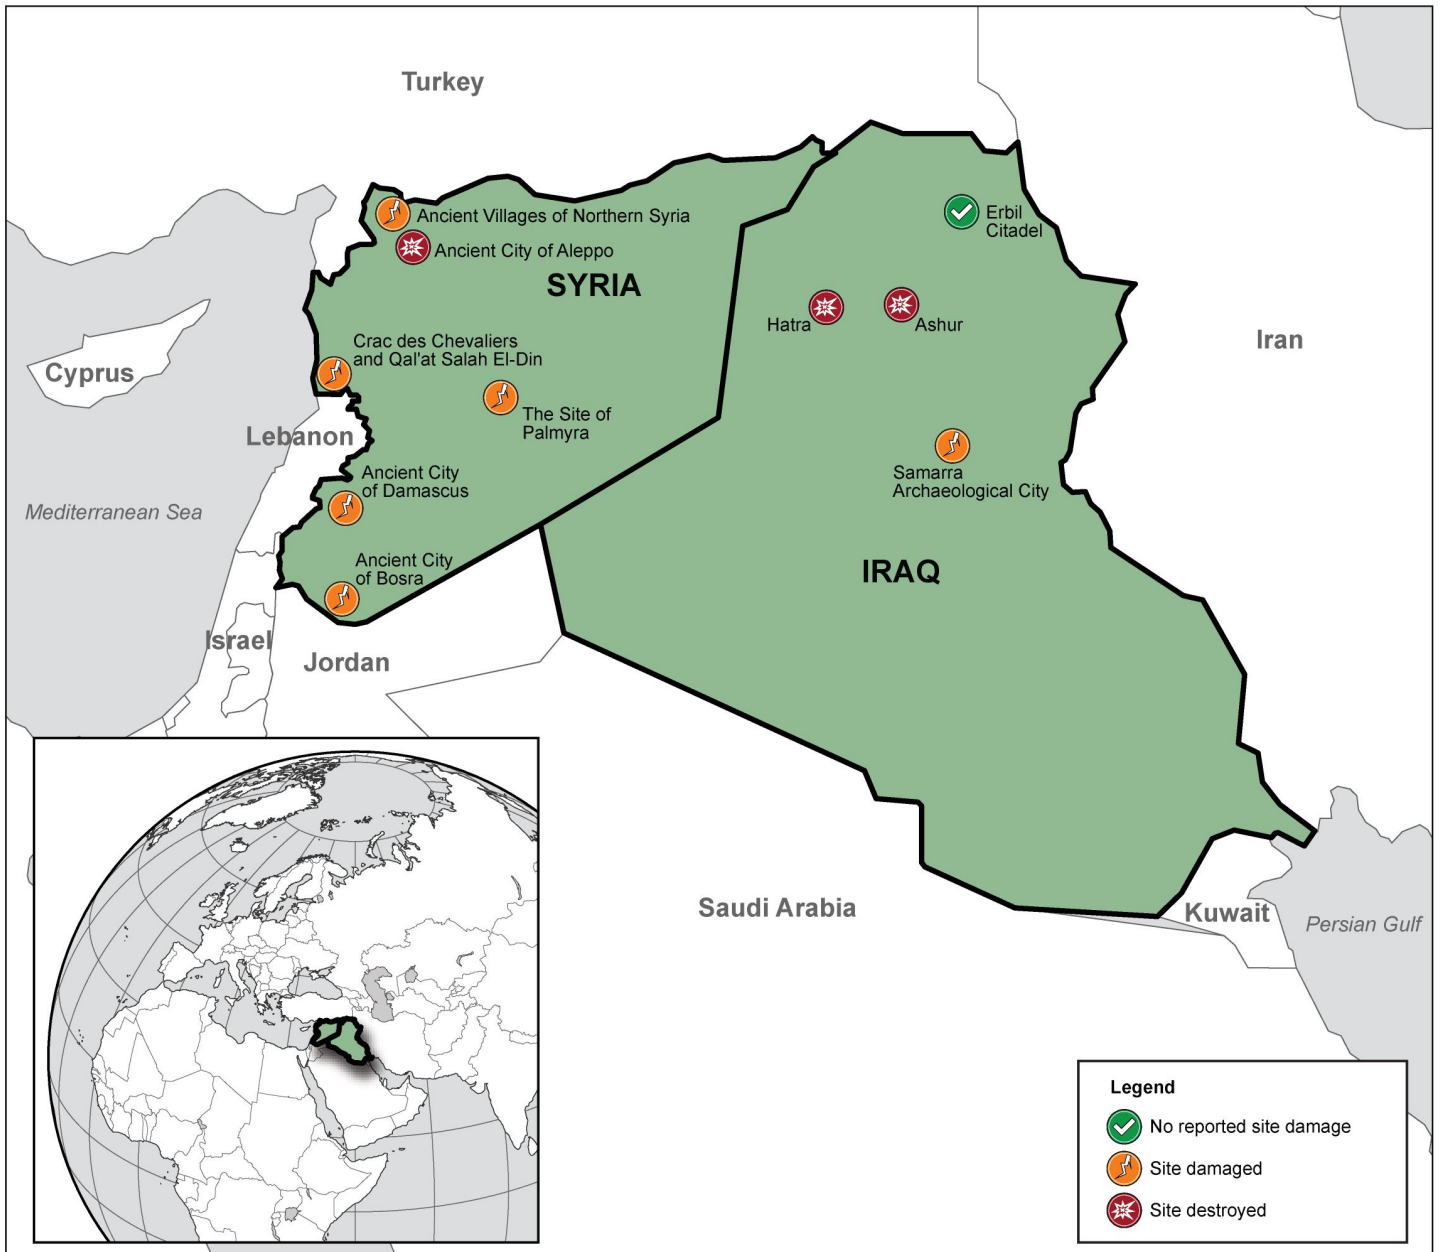 Turkey
Ancient Villages of Northern Syria
Ancient City of Aleppo
SYRIA
Erbil
Citadel
Hatra
Ashur
Iran
Crac des Chevaliers
and Qal'at Salah El-Din
Cyprus
The Site of
Palmyra
Lebanon
Ancient City
of Damascus
Samarra
Archaeological City
Mediterranean Sea
Ancient City
of Bosra
IRAQ
Israel
Jordan
Saudi Arabia
Kuwait
Persian Gulf
Legend
No reported site damage
Site damaged
Site destroyed